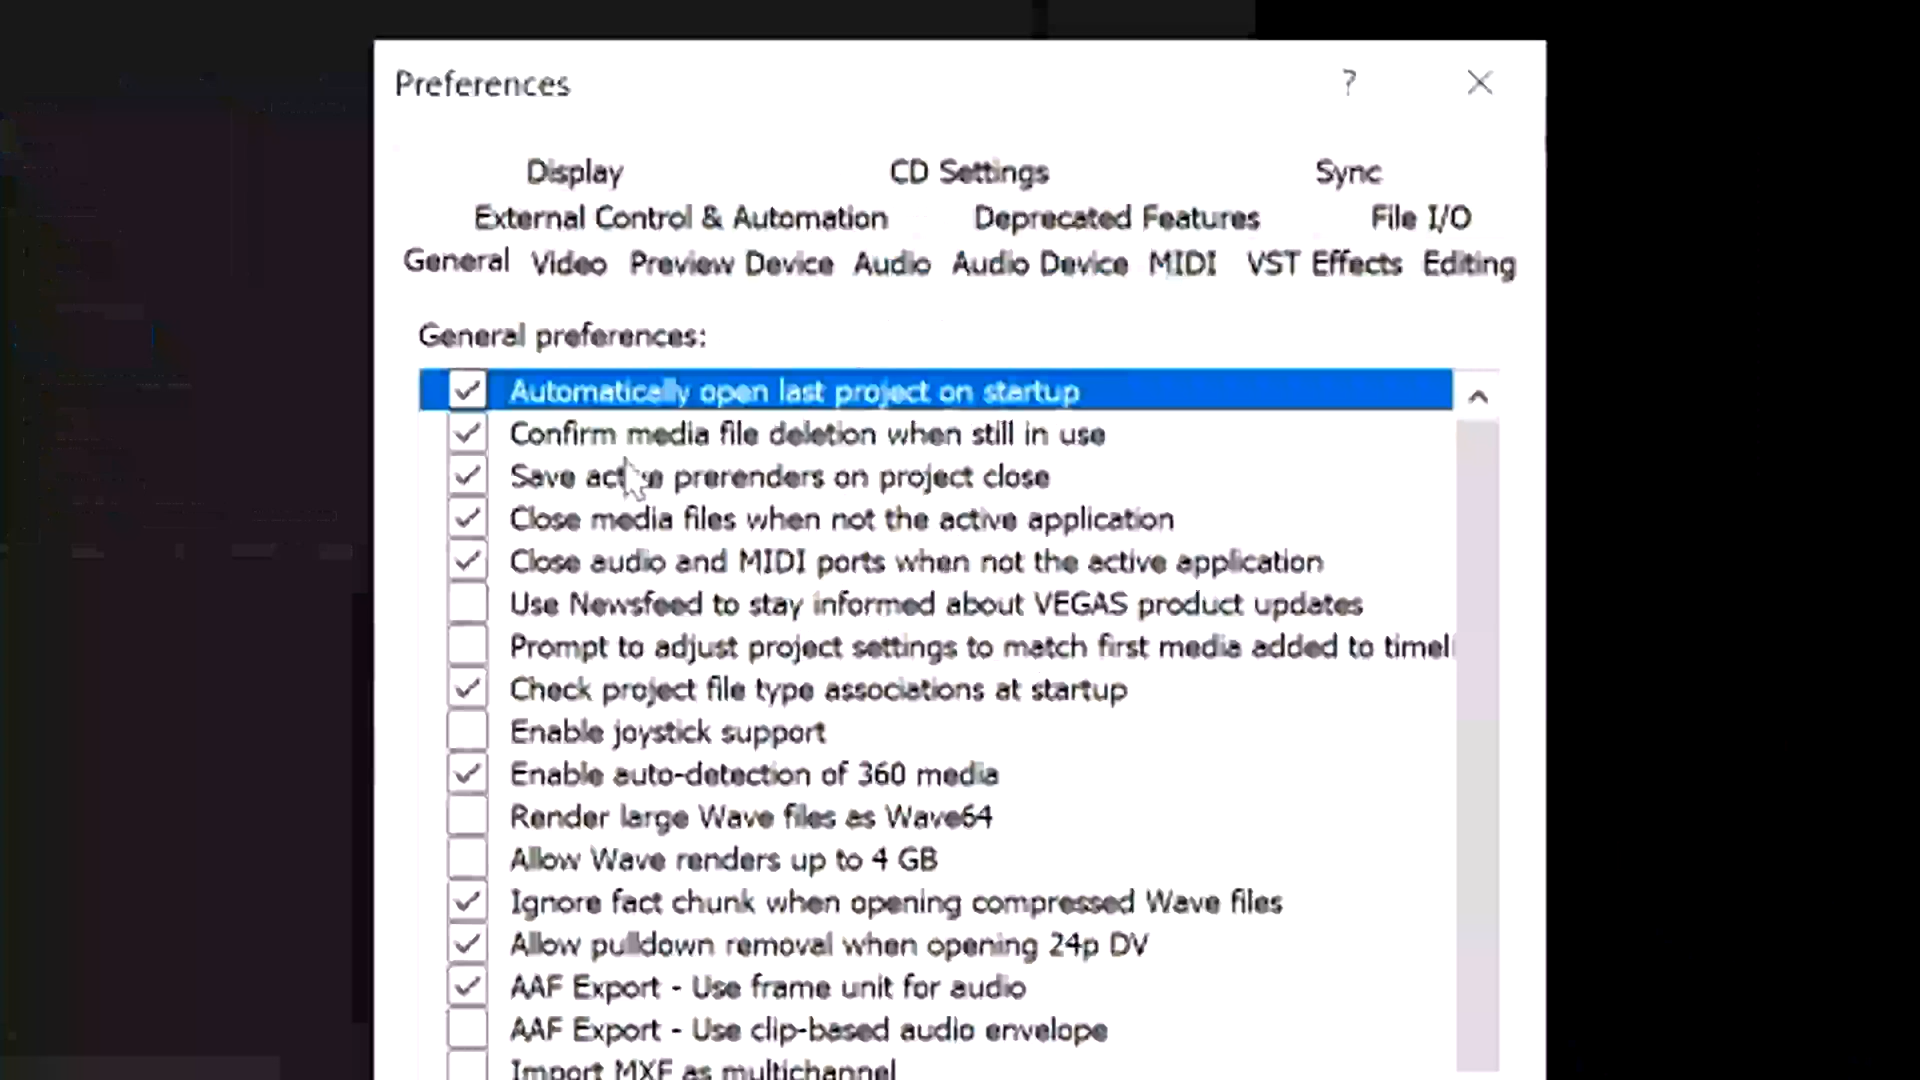 Preferences
Display CD Settings Sync
External Control & Automation Deprecated Features File I/O
General Video Preview Device Audio Audio Device MIDI VST Effects Editing
General preferences:
Automatically open last project on startup
Confirm media file deletion when still in use
Save active prerenders on project close
Close media files when not the active application
Close audio and MIDI ports when not the active application
Use Newsfeed to stay informed about VEGAS product updates
Prompt to adjust project settings to match first media added to timel
Check project file type associations at startup
Enable joystick support
Enable auto-detection of 360 media
Render large Wave files as Wave64
Allow Wave renders up to 4 GB
Ignore fact chunk when opening compressed Wave files
Allow pulldown removal when opening 24p DV
AAF Export - Use frame unit for audio
AAF Export - Use clip-based audio envelope
Import MXF as multichannel